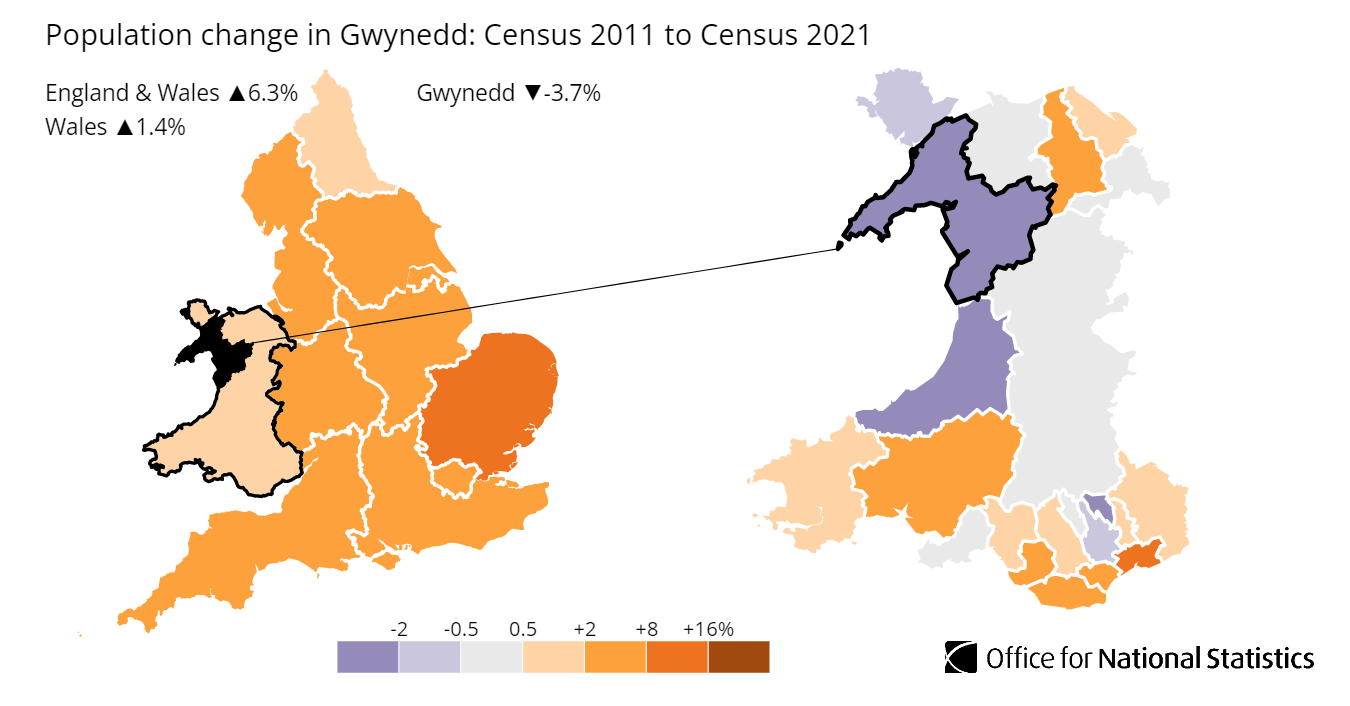 Population change in Gwynedd: Census 2011 to Census 2021
England & Wales ▲6.3% Gwynedd ▼-3.7%
Wales ▲1.4%
-2 -0.5 0.5 +2 +8 +16%
Office for National Statistics